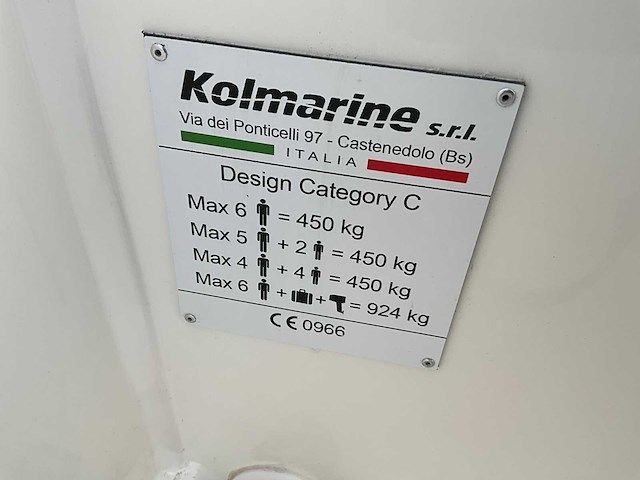 Kolmarine s.r.l.
Via dei Ponticelli 97 - Castenedolo (Bs)
ITALIA
Design Category C
Max 6 = 450 kg
Max 5 + 2 = 450 kg
Max 4 + 4 = 450 kg
Max 6 + + = 924 kg
CE 0966